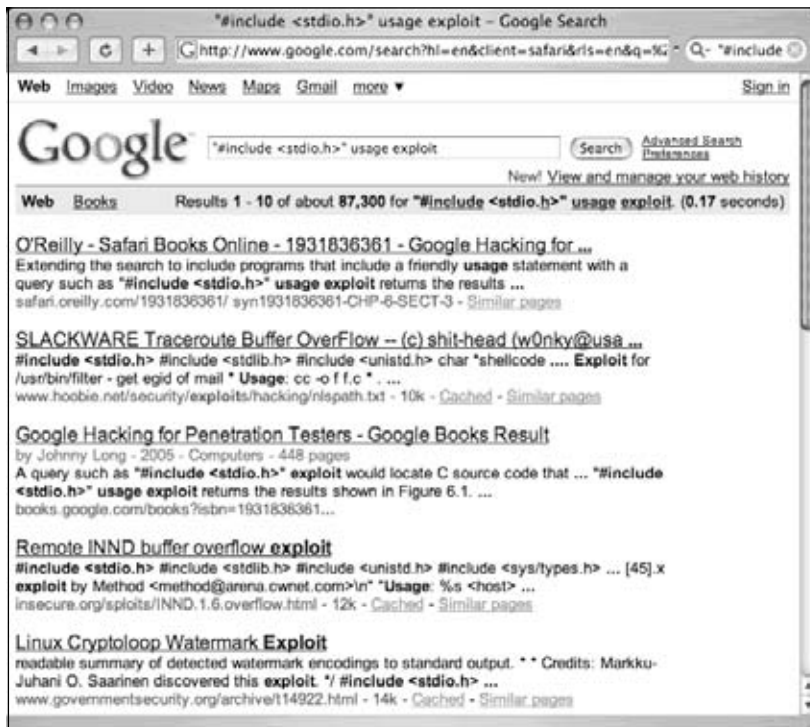 "#include <stdio.h>" usage exploit – Google Search
http://www.google.com/search?hl=en&client=safari&rls=en&q=%2 "#include
Web Images Video News Maps Gmail more ▼ Sign in
Google "#include <stdio.h>" usage exploit Search Advanced Search
Preferences
New! View and manage your web history
Web Books Results 1 - 10 of about 87,300 for "#include <stdio.h>" usage exploit. (0.17 seconds)
O'Reilly - Safari Books Online - 1931836361 - Google Hacking for ...
Extending the search to include programs that include a friendly usage statement with a
query such as "#include <stdio.h>" usage exploit returns the results ...
safari.oreilly.com/1931836361/ syn1931836361-CHP-6-SECT-3 - Similar pages
SLACKWARE Traceroute Buffer OverFlow -- (c) shit-head (w0nky@usa ...
#include <stdio.h> #include <stdlib.h> #include <unistd.h> char *shellcode .... Exploit for
/usr/bin/filter - get egid of mail * Usage: cc -o f f.c * . ...
www.hoobie.net/security/exploits/hacking/nlspath.txt - 10k - Cached - Similar pages
Google Hacking for Penetration Testers - Google Books Result
by Johnny Long - 2005 - Computers - 448 pages
A query such as "#include <stdio.h>" exploit would locate C source code that ... "#include
<stdio.h>" usage exploit returns the results shown in Figure 6.1. ...
books.google.com/books?isbn=1931836361...
Remote INND buffer overflow exploit
#include <stdio.h> #include <stdlib.h> #include <unistd.h> #include <sys/types.h> ... [45].x
exploit by Method <method@arena.cwnet.com>\n" "Usage: %s <host> ...
insecure.org/sploits/INND.1.6.overflow.html - 12k - Cached - Similar pages
Linux Cryptoloop Watermark Exploit
readable summary of detected watermark encodings to standard output. * * Credits: Markku-
Juhani O. Saarinen discovered this exploit. */ #include <stdio.h> ...
www.governmentsecurity.org/archive/t14922.html - 14k - Cached - Similar pages